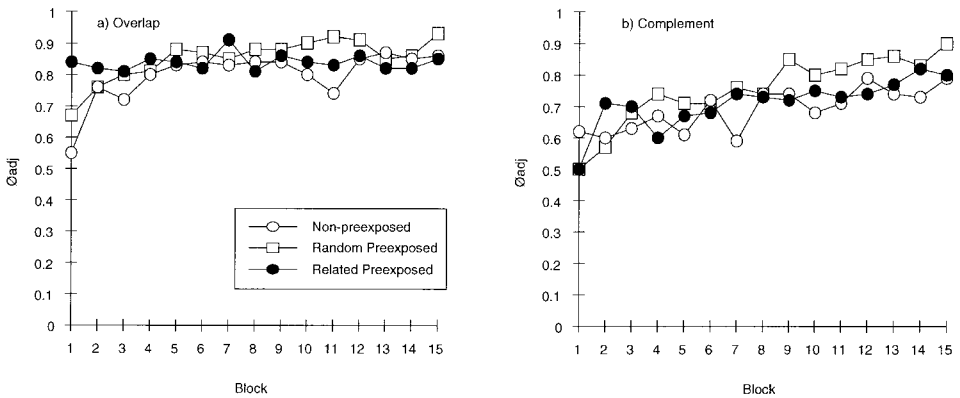 a) Overlap
1
0.9
0.8
0.7
0.6
0.5
0.4
0.3
0.2
0.1
0
Øadj
Non-preexposed
Random Preexposed
Related Preexposed
1 2 3 4 5 6 7 8 9 10 11 12 13 14 15
Block
b) Complement
1
0.9
0.8
0.7
0.6
0.5
0.4
0.3
0.2
0.1
0
Øadj
1 2 3 4 5 6 7 8 9 10 11 12 13 14 15
Block